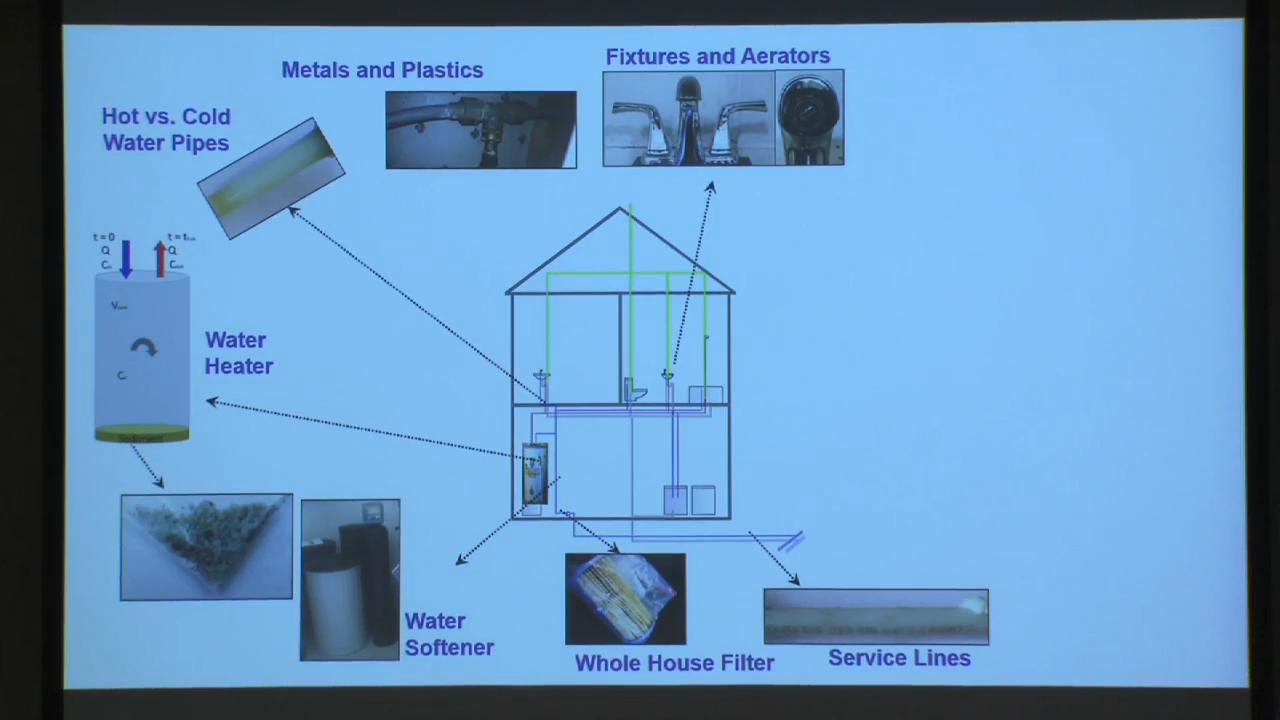 Fixtures and Aerators
Metals and Plastics
Hot vs. Cold
Water Pipes
t=0
Q
Q
Water
Heater
Sediment
Water
Softener
Whole House Filter
Service Lines